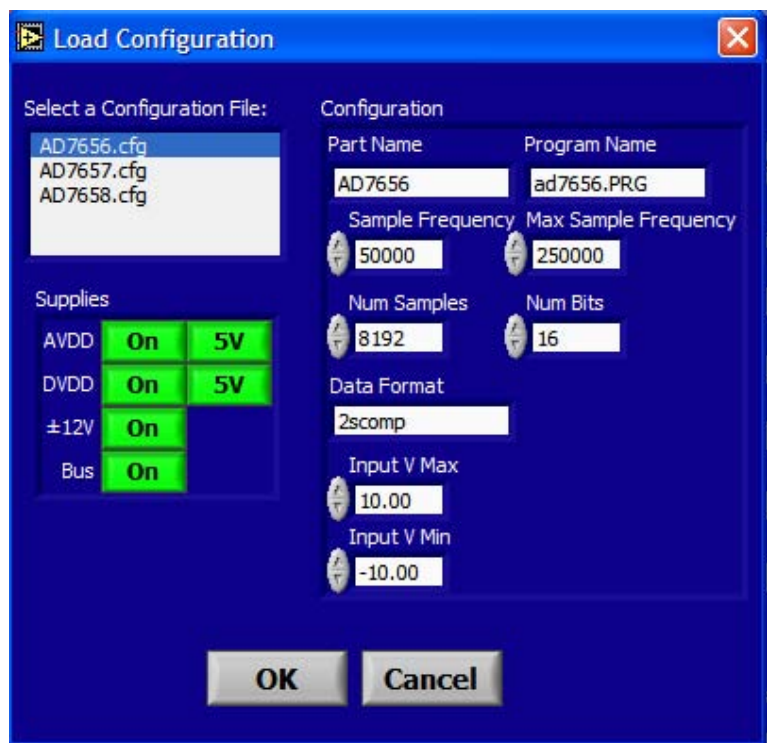 Load Configuration
Select a Configuration File:
AD7656.cfg
AD7657.cfg
AD7658.cfg
Supplies
AVDD On 5V
DVDD On 5V
±12V On
Bus On
Configuration
Part Name Program Name
AD7656 ad7656.PRG
Sample Frequency Max Sample Frequency
50000 250000
Num Samples Num Bits
8192 16
Data Format
2scomp
Input V Max
10.00
Input V Min
-10.00
OK Cancel